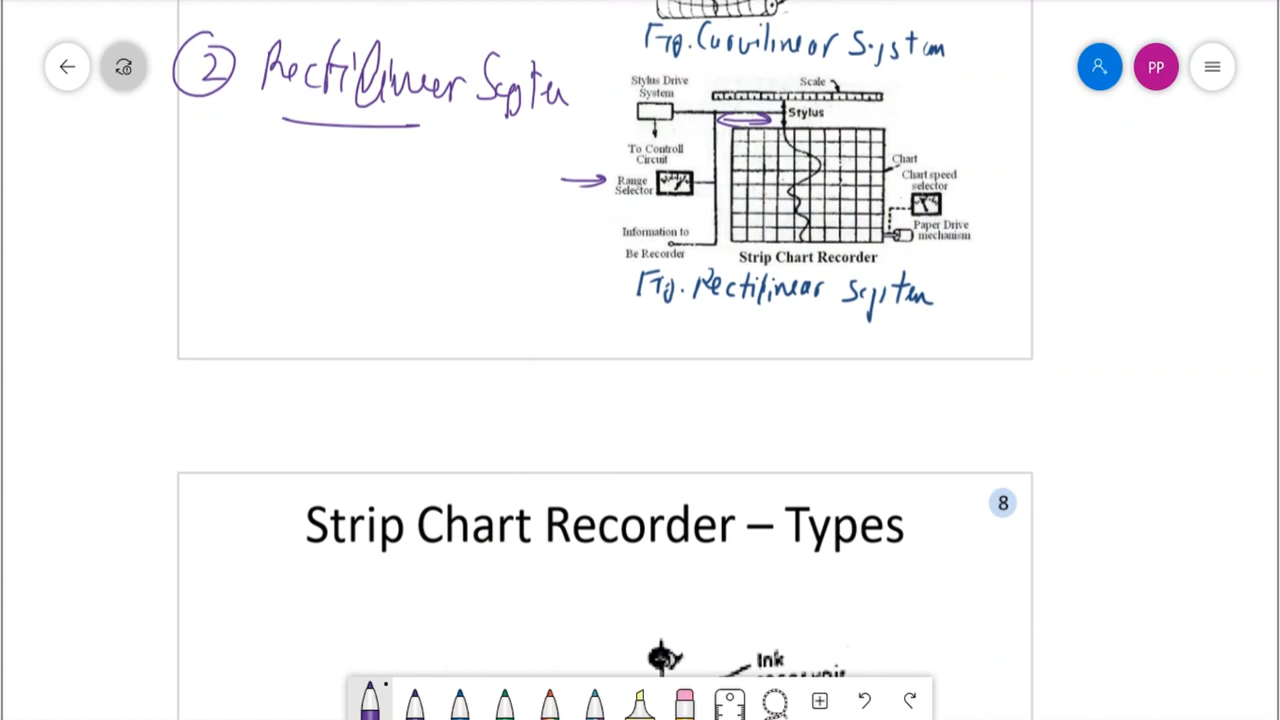 Fig. Curvilinear System
② Rectilinear System
Stylus Drive
System
Scale
Stylus
To Controll
Circuit
Range
Selector
Chart
Chart speed
selector
Information to
Be Recorder
Paper Drive
mechanism
Strip Chart Recorder
Fig. Rectilinear System
PP
8
Strip Chart Recorder – Types
Ink